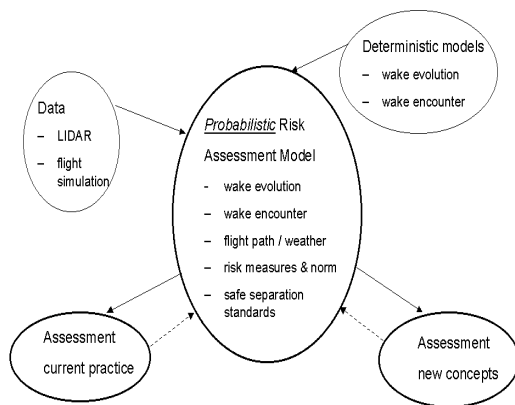 Deterministic models
– wake evolution
– wake encounter
Data
– LIDAR
– flight
simulation
Probabilistic Risk
Assessment Model
- wake evolution
– wake encounter
– flight path / weather
– risk measures & norm
– safe separation
standards
Assessment
current practice
Assessment
new concepts